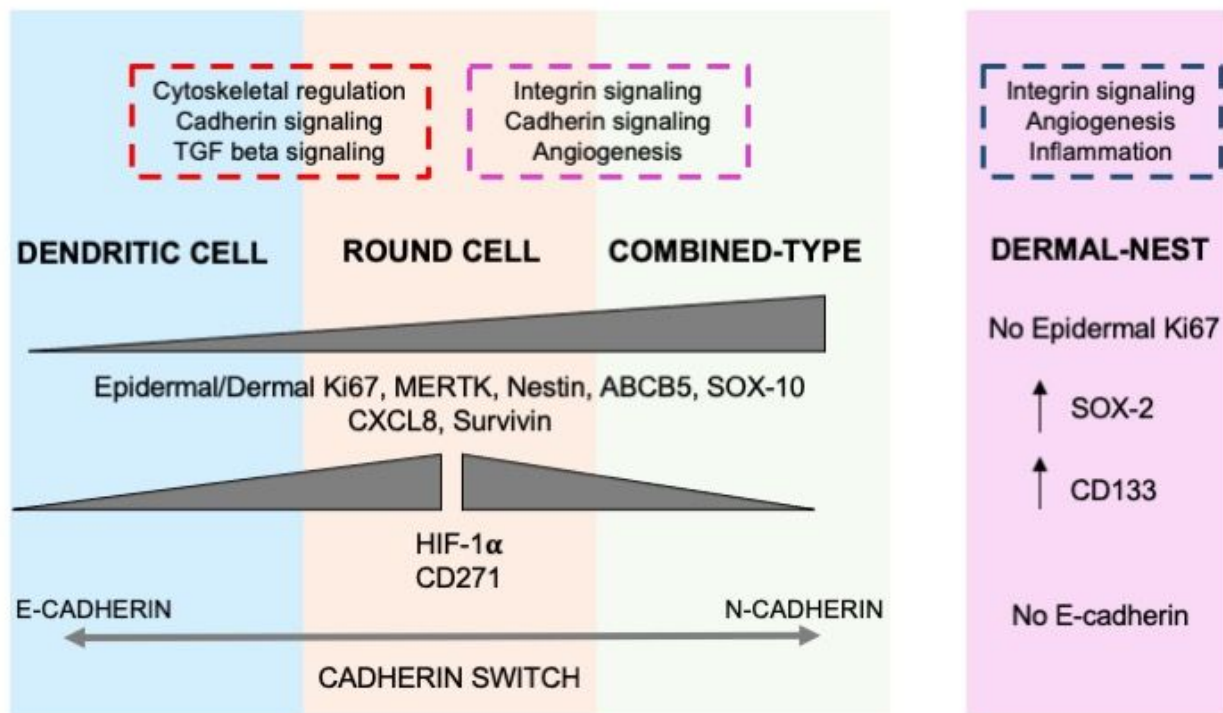 Cytoskeletal regulation
Cadherin signaling
TGF beta signaling
Integrin signaling
Cadherin signaling
Angiogenesis
DENDRITIC CELL
ROUND CELL
COMBINED-TYPE
Epidermal/Dermal Ki67, MERTK, Nestin, ABCB5, SOX-10
CXCL8, Survivin
HIF-1α
CD271
E-CADHERIN
N-CADHERIN
CADHERIN SWITCH
Integrin signaling
Angiogenesis
Inflammation
DERMAL-NEST
No Epidermal Ki67
SOX-2
CD133
No E-cadherin